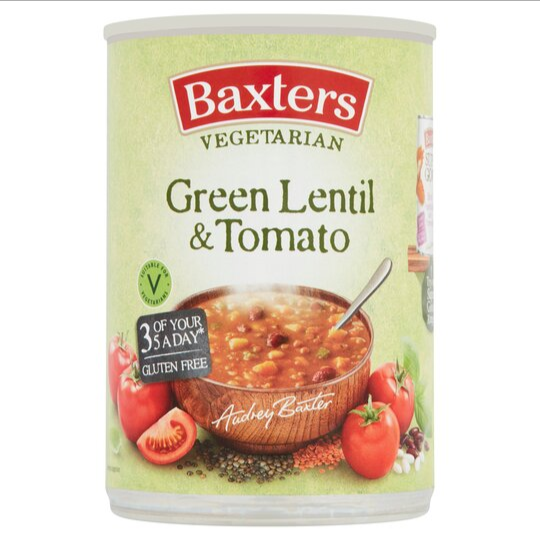 Baxters
VEGETARIAN
Green Lentil
& Tomato
SUITABLE FOR
V
VEGETARIANS
3 OF YOUR
5 A DAY*
GLUTEN FREE
Audrey Baxter